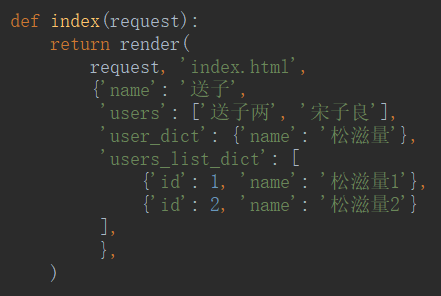 def index(request):
    return render(
        request, 'index.html',
        {'name': '送子',
         'users': ['送子两', '宋子良'],
         'user_dict': {'name': '松滋量'},
         'users_list_dict': [
             {'id': 1, 'name': '松滋量1'},
             {'id': 2, 'name': '松滋量2'}
         ],
         },
    )